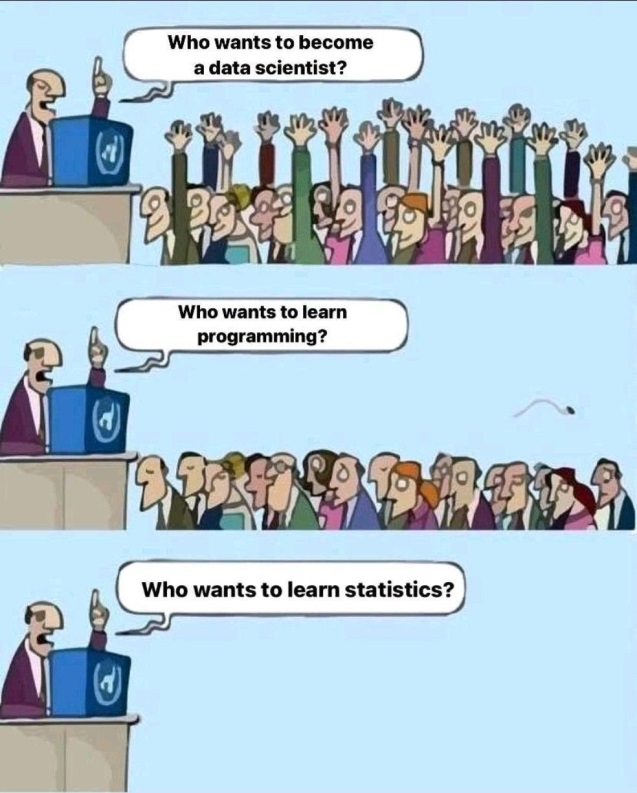 Who wants to become
a data scientist?
Who wants to learn
programming?
Who wants to learn statistics?